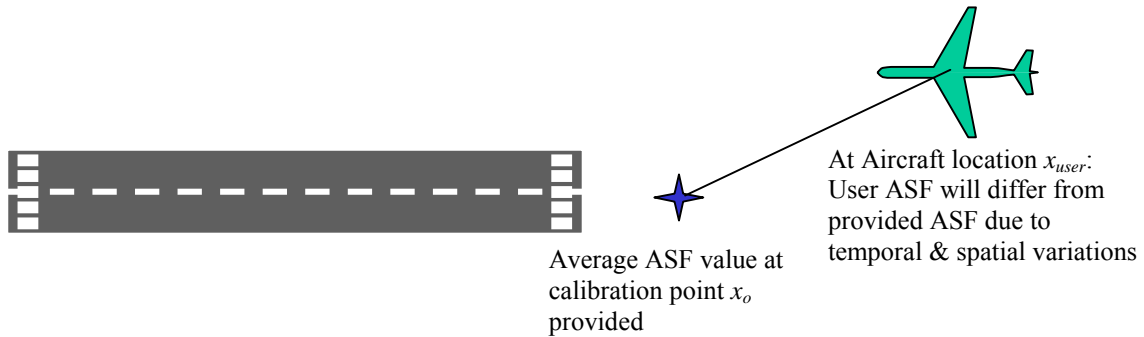 At Aircraft location x_user:
User ASF will differ from
provided ASF due to
temporal & spatial variations
Average ASF value at
calibration point x_o
provided